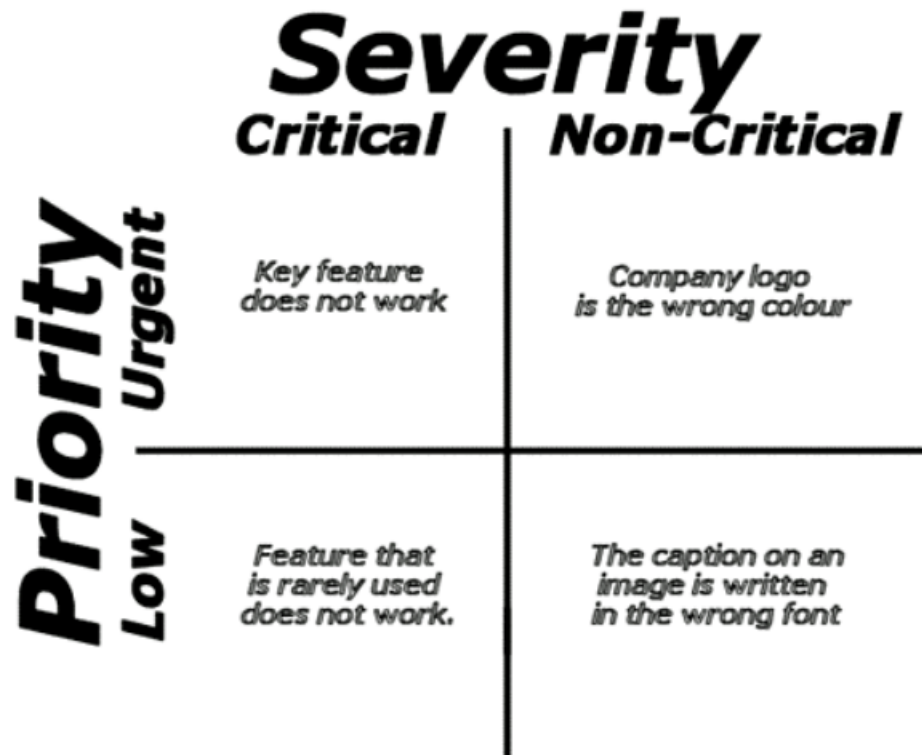 Severity
Critical
Non-Critical
Priority
Urgent
Key feature
does not work
Company logo
is the wrong colour
Low
Feature that
is rarely used
does not work.
The caption on an
image is written
in the wrong font